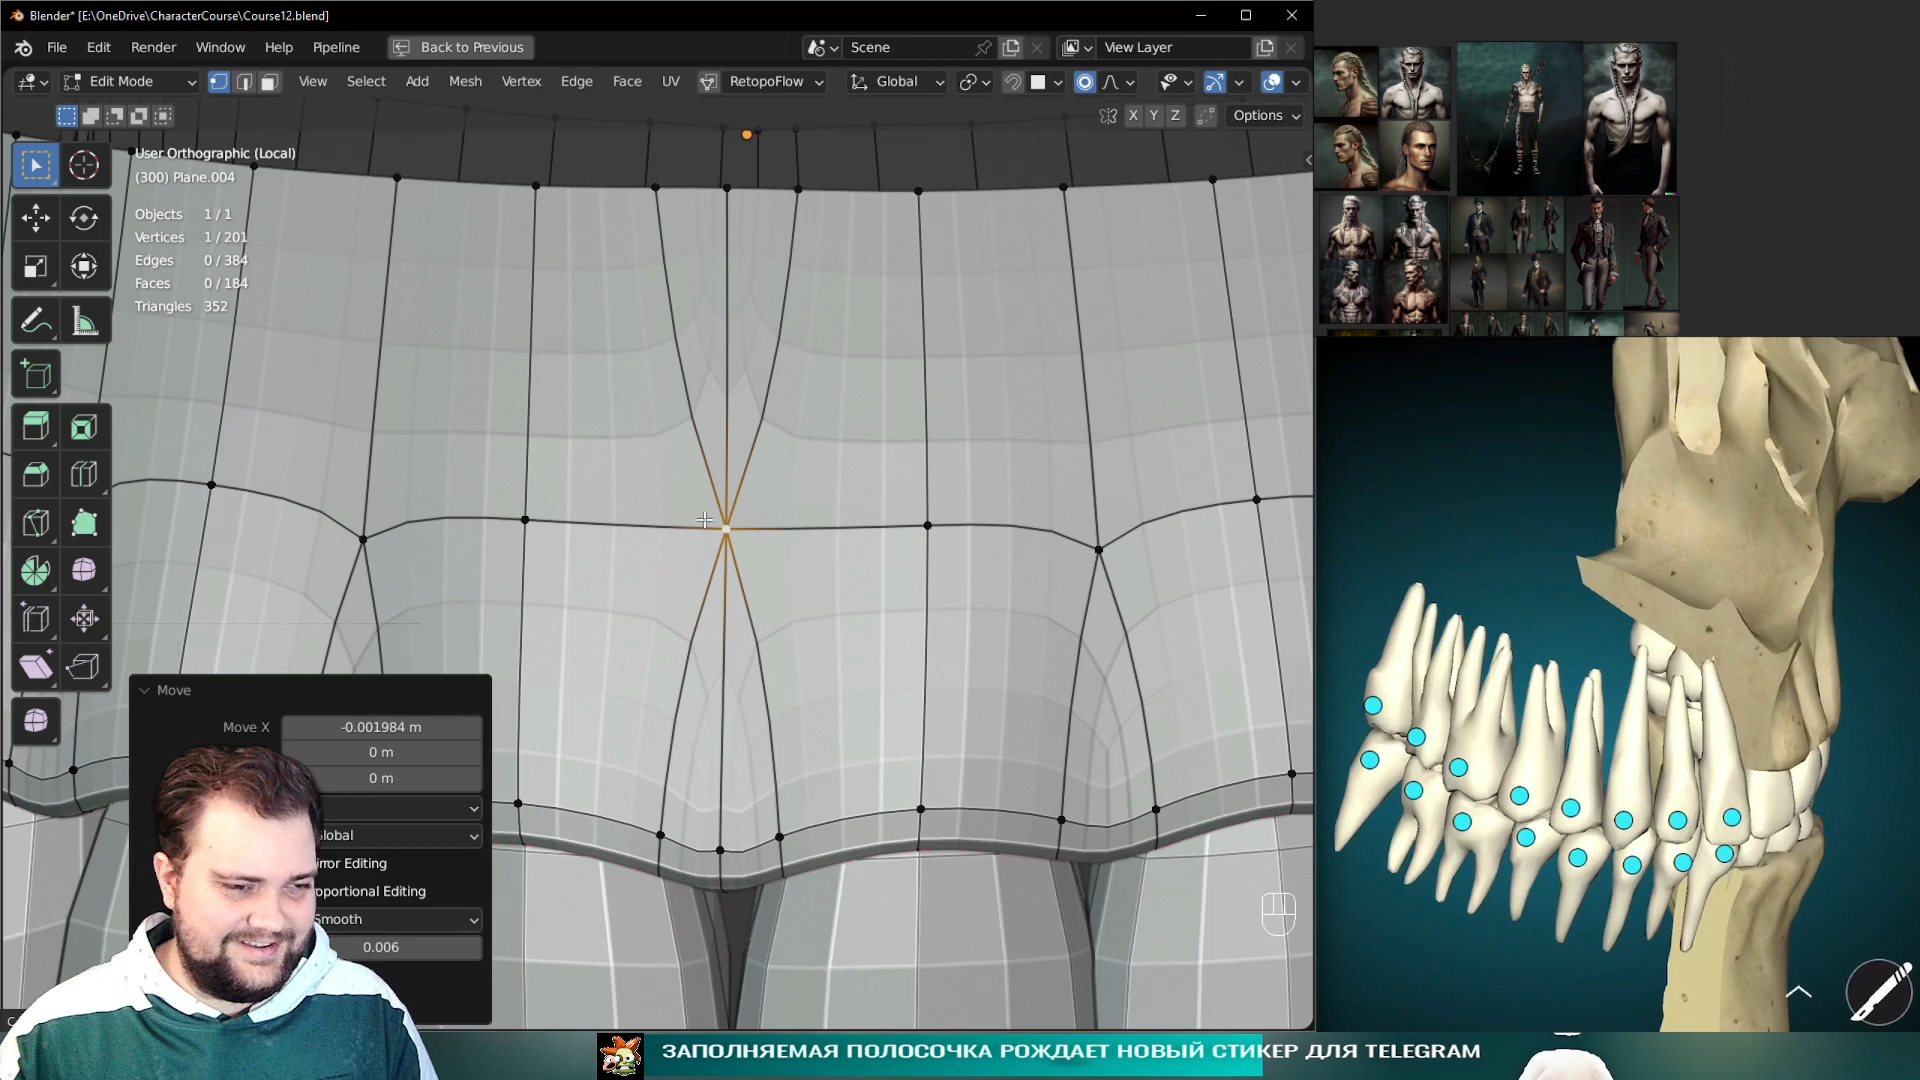 Blender* [E:\OneDrive\CharacterCourse\Course12.blend]
File Edit Render Window Help Pipeline Back to Previous Scene View Layer
Edit Mode View Select Add Mesh Vertex Edge Face UV RetopoFlow Global
X Y Z Options
User Orthographic (Local)
(300) Plane.004
Objects 1 / 1
Vertices 1 / 201
Edges 0 / 384
Faces 0 / 184
Triangles 352
Move
Move X -0.001984 m
0 m
0 m
Global
rror Editing
oportional Editing
Smooth
0.006
ЗАПОЛНЯЕМАЯ ПОЛОСОЧКА РОЖДАЕТ НОВЫЙ СТИКЕР ДЛЯ TELEGRAM